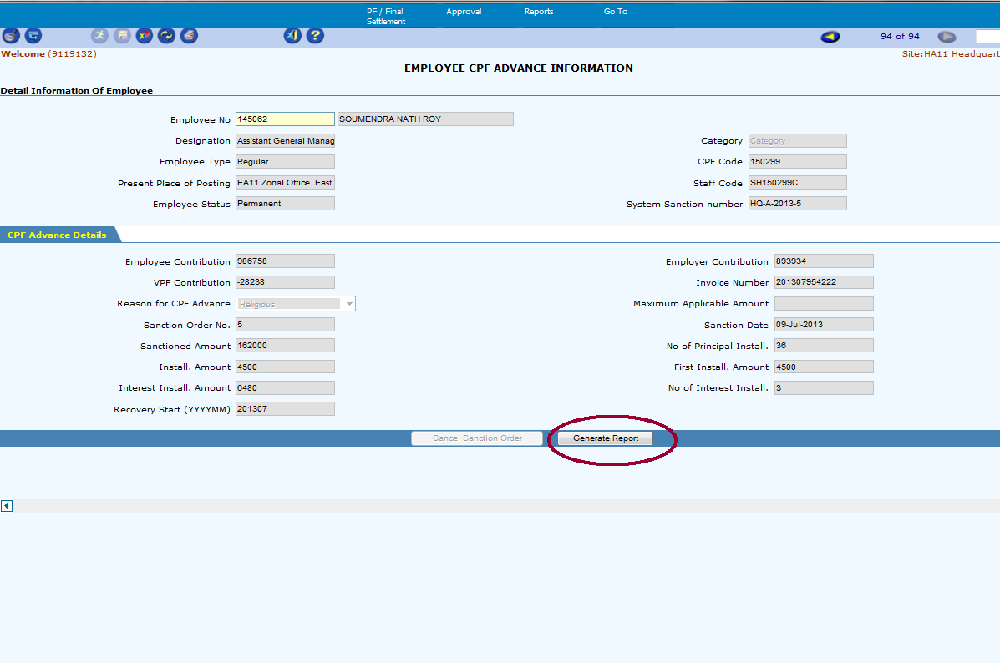 PF / Final Settlement Approval Reports Go To
94 of 94
Welcome (9119132) Site:HA11 Headquart
EMPLOYEE CPF ADVANCE INFORMATION
Detail Information Of Employee
Employee No 145062 SOUMENDRA NATH ROY
Designation Assistant General Manag Category Category I
Employee Type Regular CPF Code 150299
Present Place of Posting EA11 Zonal Office East Staff Code SH150299C
Employee Status Permanent System Sanction number HQ-A-2013-5
CPF Advance Details
Employee Contribution 986758 Employer Contribution 893934
VPF Contribution -28238 Invoice Number 201307954222
Reason for CPF Advance Religious Maximum Applicable Amount
Sanction Order No. 5 Sanction Date 09-Jul-2013
Sanctioned Amount 162000 No of Principal Install. 36
Install. Amount 4500 First Install. Amount 4500
Interest Install. Amount 6480 No of Interest Install. 3
Recovery Start (YYYYMM) 201307
Cancel Sanction Order Generate Report